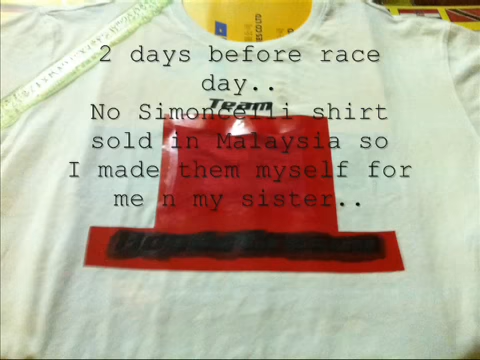 2 days before race
day..
Team
No Simoncelli shirt
sold in Malaysia so
I made them myself for
me n my sister..